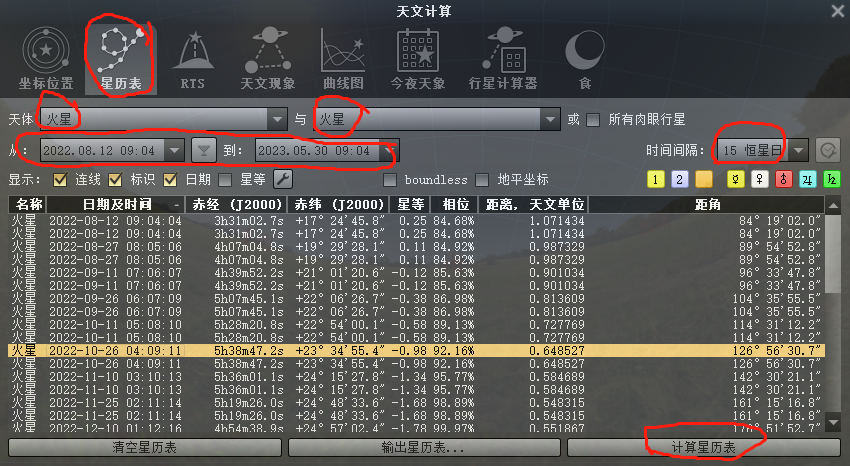 天文计算
坐标位置 星历表 RTS 天文现象 曲线图 今夜天象 行星计算器 食
天体 火星 与 火星 或 所有肉眼行星
从: 2022.08.12 09:04 到: 2023.05.30 09:04 时间间隔: 15 恒星日
显示: 连线 标识 日期 星等 boundless 地平坐标 1 2 ☿ ♀ ♂ ♃ ♄
名称 日期及时间 赤经 (J2000) 赤纬 (J2000) 星等 相位 距离, 天文单位 距角
火星 2022-08-12 09:04:04 3h31m02.7s +17° 24'45.8" 0.25 84.68% 1.071434 84° 19'02.0"
火星 2022-08-12 09:04:04 3h31m02.7s +17° 24'45.8" 0.25 84.68% 1.071434 84° 19'02.0"
火星 2022-08-27 08:05:06 4h07m04.8s +19° 29'28.1" 0.11 84.92% 0.987329 89° 54'52.8"
火星 2022-08-27 08:05:06 4h07m04.8s +19° 29'28.1" 0.11 84.92% 0.987329 89° 54'52.8"
火星 2022-09-11 07:06:07 4h39m52.2s +21° 01'20.6" -0.12 85.63% 0.901034 96° 33'47.8"
火星 2022-09-11 07:06:07 4h39m52.2s +21° 01'20.6" -0.12 85.63% 0.901034 96° 33'47.8"
火星 2022-09-26 06:07:09 5h07m45.1s +22° 06'26.7" -0.38 86.98% 0.813609 104° 35'55.5"
火星 2022-09-26 06:07:09 5h07m45.1s +22° 06'26.7" -0.38 86.98% 0.813609 104° 35'55.5"
火星 2022-10-11 05:08:10 5h28m20.8s +22° 54'00.1" -0.58 89.13% 0.727769 114° 31'12.2"
火星 2022-10-11 05:08:10 5h28m20.8s +22° 54'00.1" -0.58 89.13% 0.727769 114° 31'12.2"
火星 2022-10-26 04:09:11 5h38m47.2s +23° 34'55.4" -0.98 92.16% 0.648527 126° 56'30.7"
火星 2022-10-26 04:09:11 5h38m47.2s +23° 34'55.4" -0.98 92.16% 0.648527 126° 56'30.7"
火星 2022-11-10 03:10:13 5h36m01.1s +24° 15'27.8" -1.34 95.77% 0.584689 142° 30'21.1"
火星 2022-11-10 03:10:13 5h36m01.1s +24° 15'27.8" -1.34 95.77% 0.584689 142° 30'21.1"
火星 2022-11-25 02:11:14 5h19m26.0s +24° 48'33.6" -1.68 98.99% 0.548315 161° 15'16.8"
火星 2022-11-25 02:11:14 5h19m26.0s +24° 48'33.6" -1.68 98.99% 0.548315 161° 15'16.8"
火星 2022-12-10 01:12:16 4h54m38.9s +24° 57'02.7" -1.78 99.97% 0.551867
清空星历表 输出星历表... 计算星历表